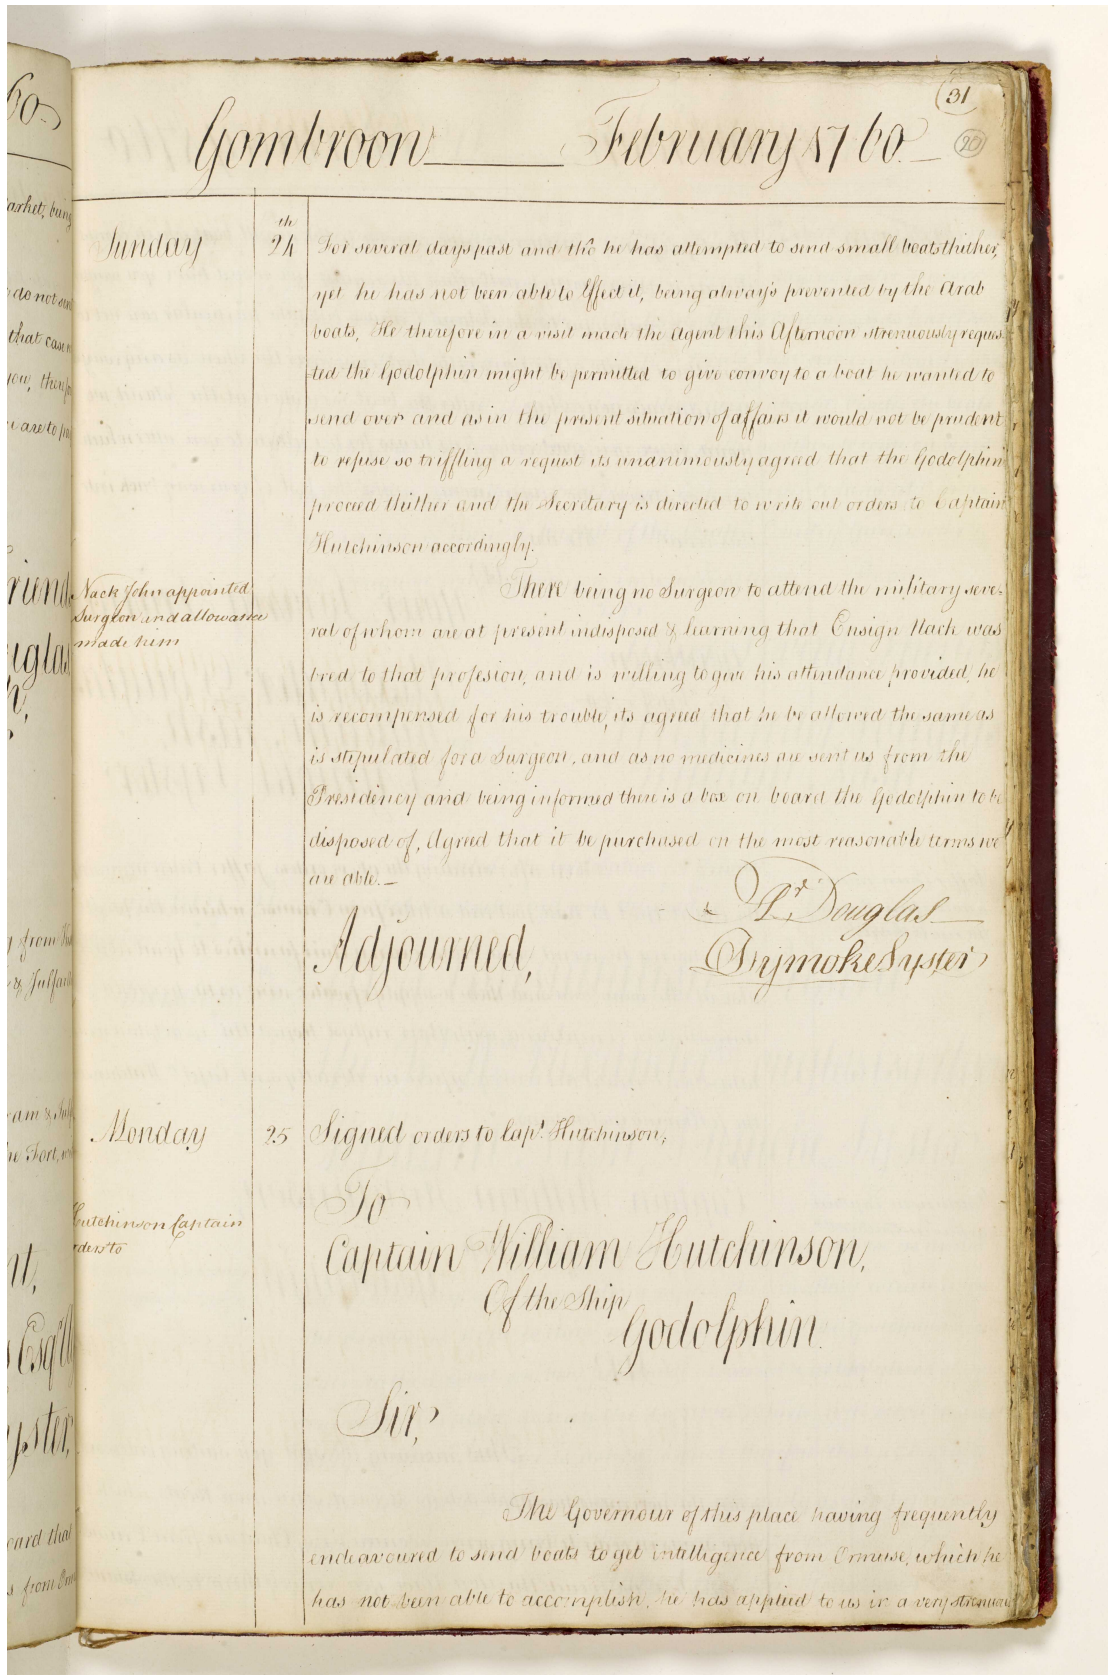 31
20
Gombroon February 1760.
Sunday 24th For several days past and tho he has attempted to send small boats thither,
yet he has not been able to Effect it, being always prevented by the Arab
boats, He therefore in a visit made the Agent this Afternoon strenuously reques-
-ted the Godolphin might be permitted to give convoy to a boat he wanted to
send over and as in the present situation of affairs it would not be prudent
to refuse so triffling a request its unanimously agreed that the Godolphin
proceed thither and the Secretary is directed to write out orders to Captain
Hutchinson accordingly.
Nack John appointed
Surgeon and allowance
made him
There being no Surgeon to attend the military seve-
ral of whom are at present indisposed & learning that Ensign Nack was
bred to that profesion, and is willing to give his attendance provided, he
is recompensed for his trouble, its agreed that he be allowed the same as
is stipulated for a Surgeon, and as no medicines are sent us from the
Presidency and being informed there is a box on board the Godolphin to be
disposed of, Agreed that it be purchased on the most reasonable terms we
are able.—
Adjourned,
Douglas
Drymoke Lyster
Monday 25 Signed orders to Capt. Hutchinson;
Hutchinson Captain
orders to
To
Captain William Hutchinson,
Of the Ship
Godolphin.
Sir,
The Governour of this place having frequently
endeavoured to send boats to get intelligence from Ormuse, which he
has not been able to accomplish, he has applied to us in a very strenuous